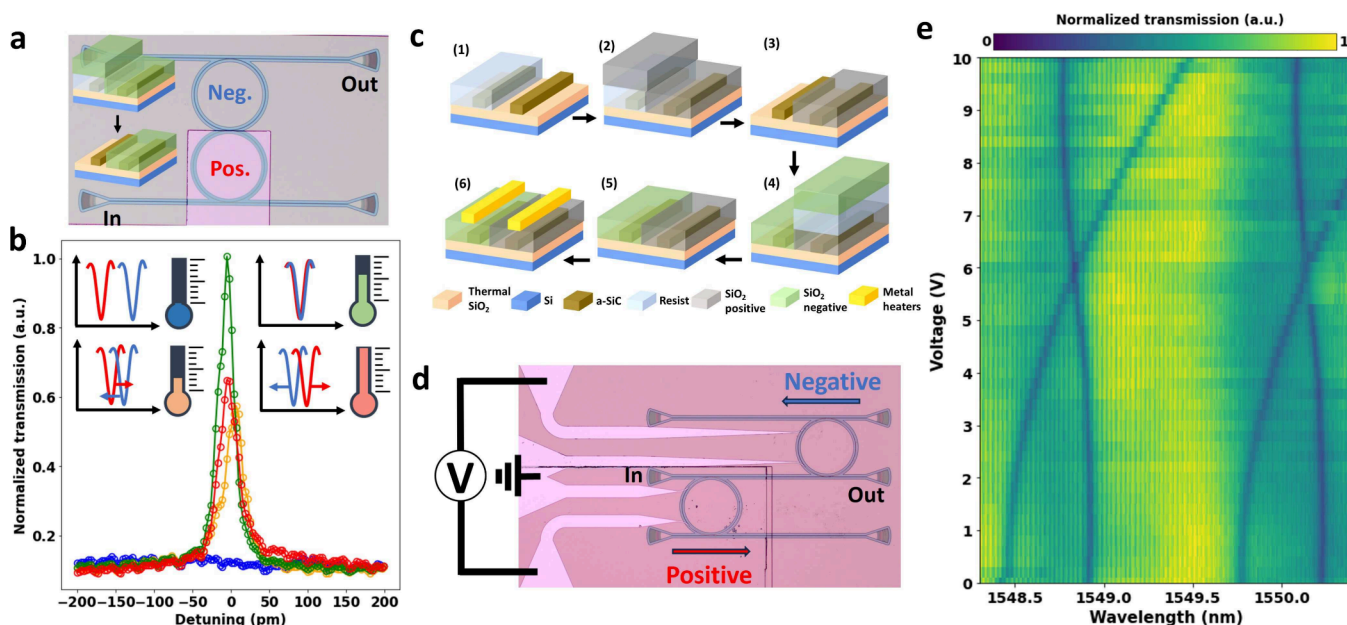 a
Neg.
Pos.
Out
In
b
Normalized transmission (a.u.)
1.0
0.8
0.6
0.4
0.2
−200 −150 −100 −50 0 50 100 150 200
Detuning (pm)
c
(1)
(2)
(3)
(4)
(5)
(6)
Thermal SiO2
Si
a-SiC
Resist
SiO2 positive
SiO2 negative
Metal heaters
d
V
Negative
In
Out
Positive
e
Normalized transmission (a.u.)
0
1
Voltage (V)
10
9
8
7
6
5
4
3
2
1
0
1548.5 1549.0 1549.5 1550.0
Wavelength (nm)